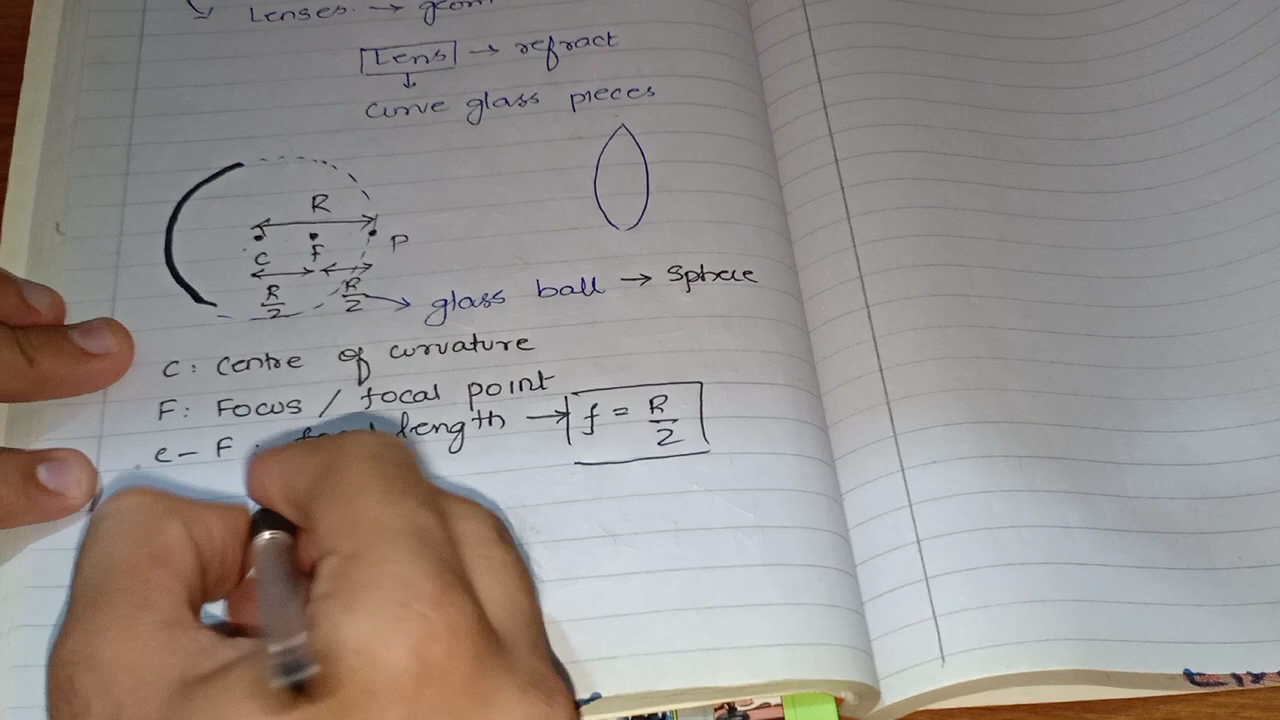 Lenses → geom
Lens → refract
curve glass pieces
R
C F P
R/2 R/2 → glass ball → Sphere
C: Centre of curvature
F: Focus / focal point
length → f = R/2